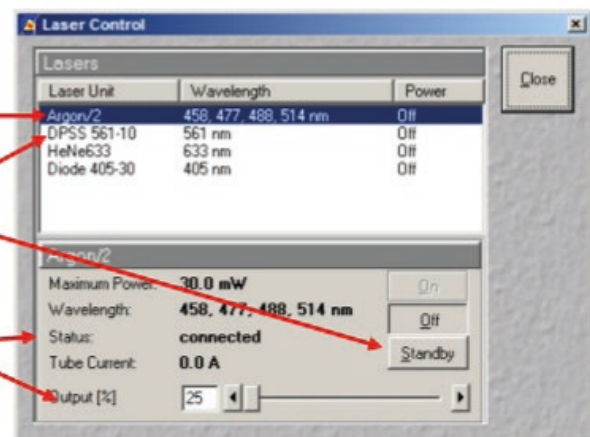 Laser Control
Close
Lasers
Laser Unit Wavelength Power
Argon/2 458, 477, 488, 514 nm Off
DPSS 561-10 561 nm Off
HeNe633 633 nm Off
Diode 405-30 405 nm Off
Argon/2
Maximum Power: 30.0 mW On
Wavelength: 458, 477, 488, 514 nm Off
Status: connected Standby
Tube Current: 0.0 A
Output [%] 25